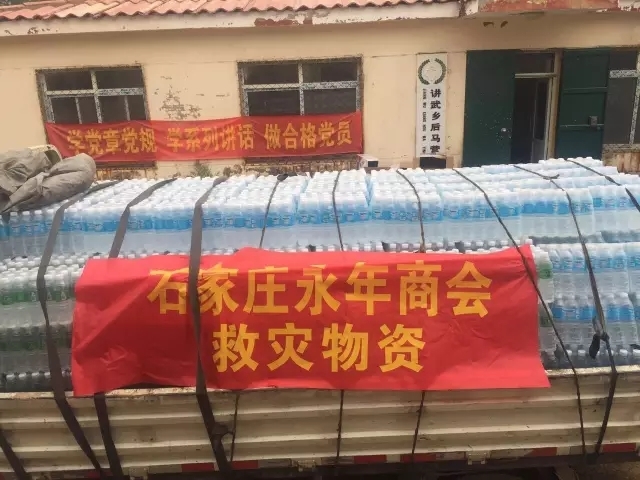 学党章党规 学系列讲话 做合格党员
讲武乡后马营
石家庄永年商会
救灾物资